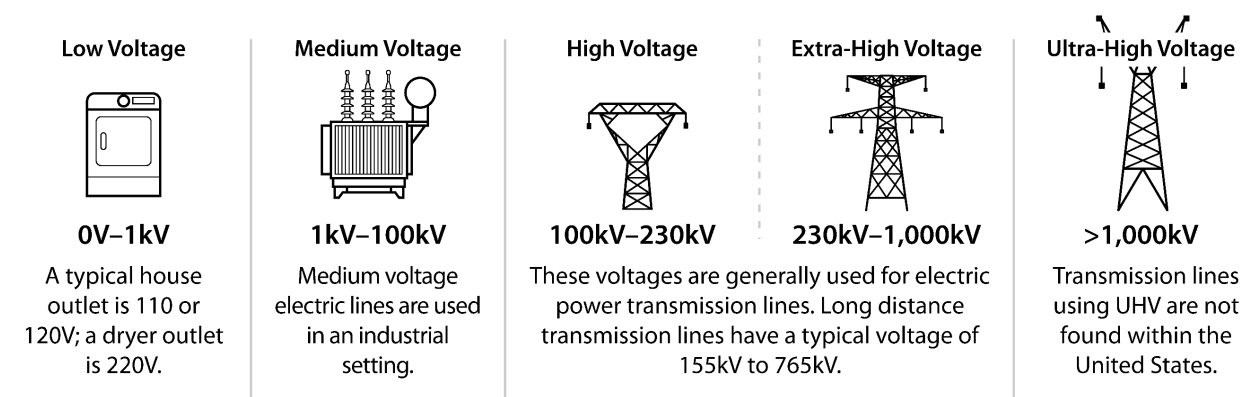 Low Voltage
0V–1kV
A typical house
outlet is 110 or
120V; a dryer outlet
is 220V.
Medium Voltage
1kV–100kV
Medium voltage
electric lines are used
in an industrial
setting.
High Voltage
100kV–230kV
Extra-High Voltage
230kV–1,000kV
These voltages are generally used for electric
power transmission lines. Long distance
transmission lines have a typical voltage of
155kV to 765kV.
Ultra-High Voltage
>1,000kV
Transmission lines
using UHV are not
found within the
United States.